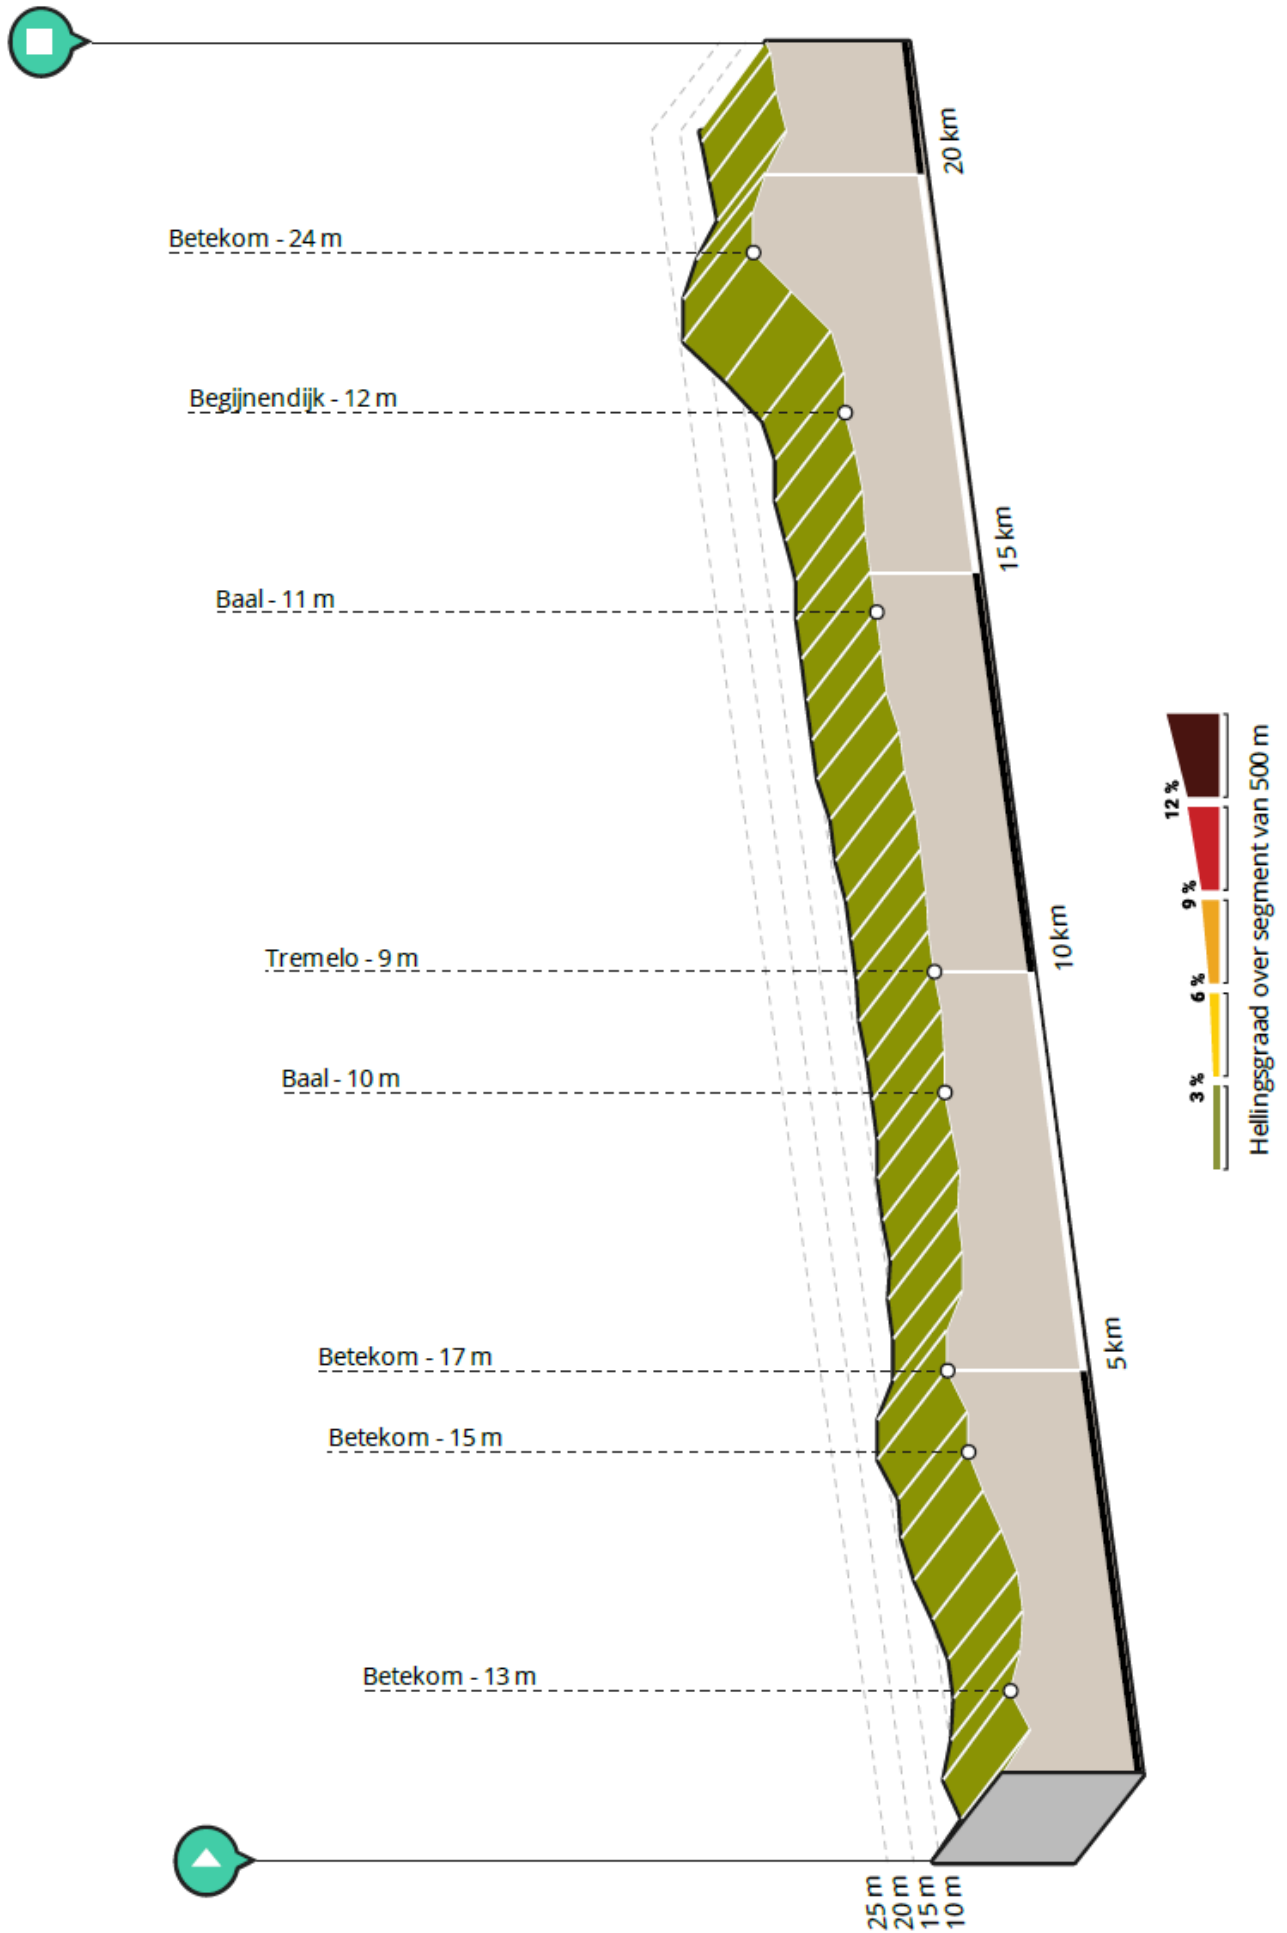 20 km
Betekom - 24 m
Begijnendijk - 12 m
15 km
Baal - 11 m
12 %
9 %
6 %
3 %
Hellingsgraad over segment van 500 m
10 km
Tremelo - 9 m
Baal - 10 m
5 km
Betekom - 17 m
Betekom - 15 m
Betekom - 13 m
25 m
20 m
15 m
10 m